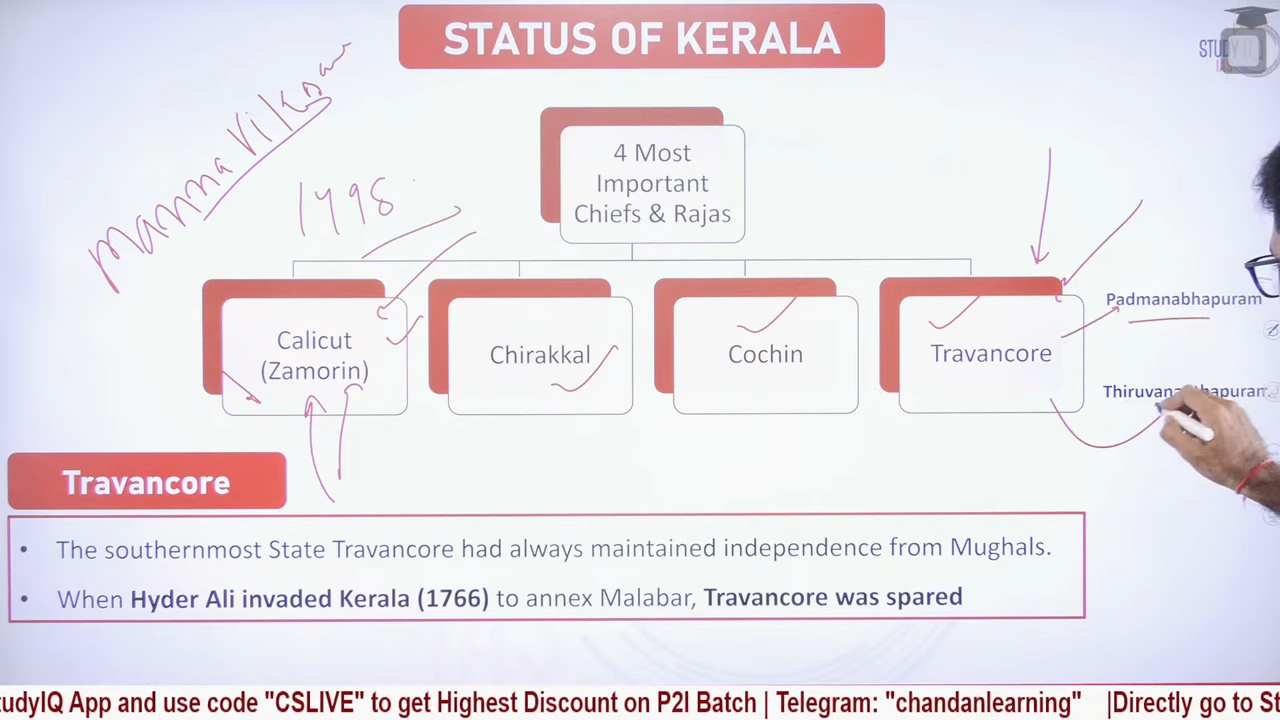 STATUS OF KERALA
STUDY
Manna Vikram
1498
4 Most
Important
Chiefs & Rajas
Calicut
(Zamorin)
Chirakkal
Cochin
Travancore
Padmanabhapuram
Travancore
• The southernmost State Travancore had always maintained independence from Mughals.
• When Hyder Ali invaded Kerala (1766) to annex Malabar, Travancore was spared
tudyIQ App and use code "CSLIVE" to get Highest Discount on P2I Batch | Telegram: "chandanlearning" |Directly go to St